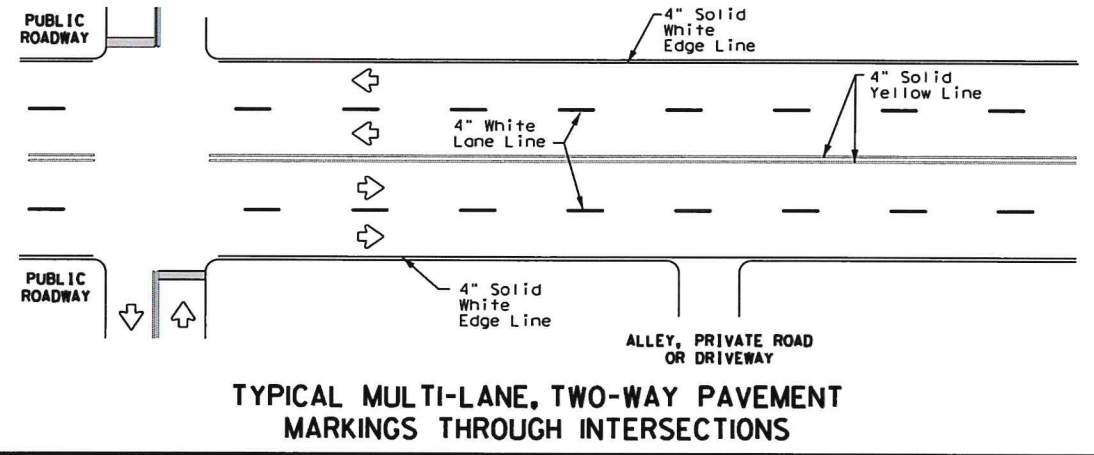 PUBLIC
ROADWAY
4" Solid
White
Edge Line
4" Solid
Yellow Line
4" White
Lane Line
PUBLIC
ROADWAY
4" Solid
White
Edge Line
ALLEY, PRIVATE ROAD
OR DRIVEWAY
TYPICAL MULTI-LANE, TWO-WAY PAVEMENT
MARKINGS THROUGH INTERSECTIONS